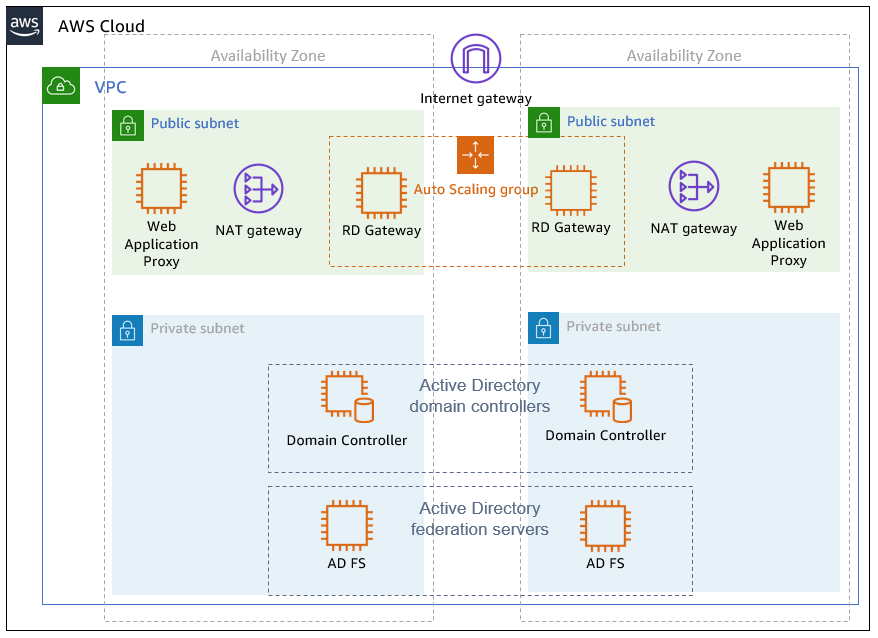 aws
AWS Cloud
Availability Zone
Availability Zone
VPC
Internet gateway
Public subnet
Public subnet
Auto Scaling group
Web
Application
Proxy
NAT gateway
RD Gateway
RD Gateway
NAT gateway
Web
Application
Proxy
Private subnet
Private subnet
Active Directory
domain controllers
Domain Controller
Domain Controller
Active Directory
federation servers
AD FS
AD FS